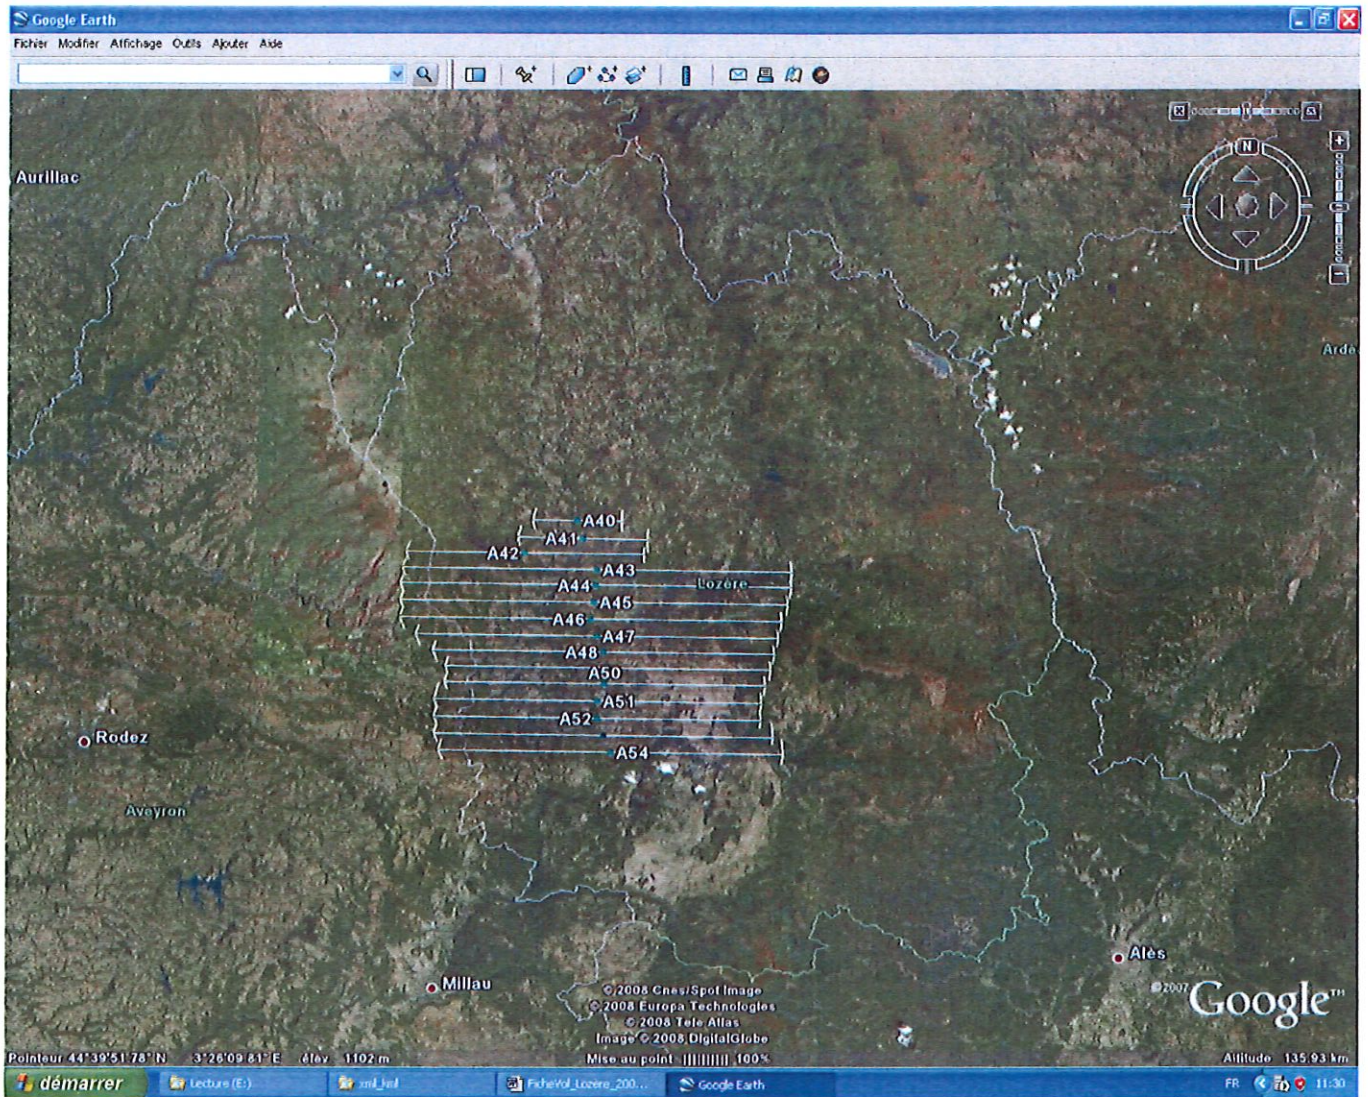 Google Earth
Fichier Modifier Affichage Outils Ajouter Aide
N
Aurillac
Ardè
A40
A41
A42
A43
A44 Lozère
A45
A46
A47
A48
A50
A51
A52
Rodez
A54
Aveyron
Alès
Millau
© 2008 Cnes/Spot Image
© 2008 Europa Technologies
© 2008 Tele Atlas
Image © 2008 DigitalGlobe
©2007 Google™
Pointeur 44°39'51.78" N 3°26'09.81" E élév. 1102 m Mise au point 100% Altitude 135.93 km
démarrer Lecture (E:) xml_kml FicheVol_Lozere_200... Google Earth FR 11:30